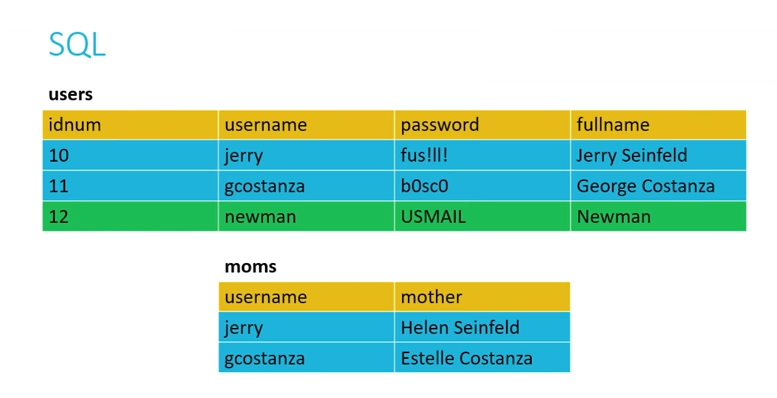 SQL
users
idnum username password fullname
10 jerry fus!ll! Jerry Seinfeld
11 gcostanza b0sc0 George Costanza
12 newman USMAIL Newman
moms
username mother
jerry Helen Seinfeld
gcostanza Estelle Costanza